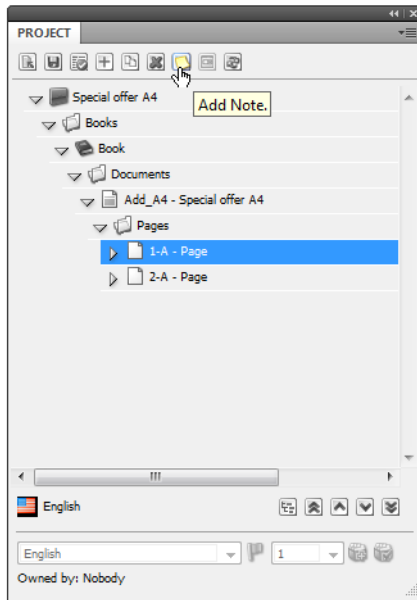 PROJECT
Add Note.
Special offer A4
Books
Book
Documents
Add_A4 - Special offer A4
Pages
1-A - Page
2-A - Page
English
English
1
Owned by: Nobody